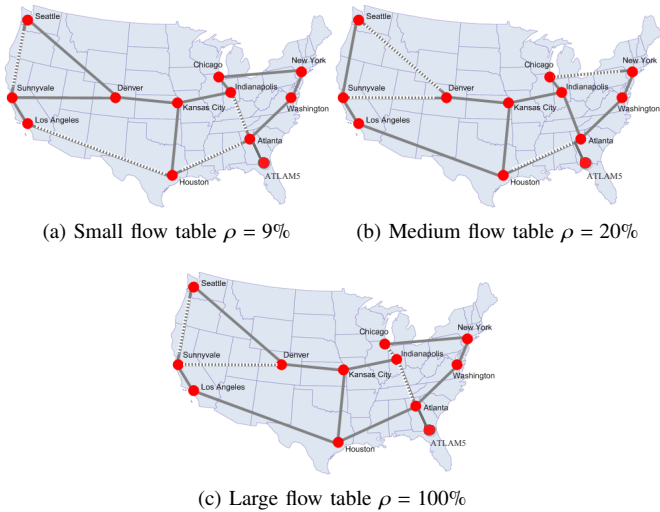 Seattle
New York
Chicago
Sunnyvale
Denver
Indianapolis
Kansas City
Washington
Los Angeles
Atlanta
Houston
ATLAM5
(a) Small flow table ρ = 9%
Seattle
New York
Chicago
Sunnyvale
Denver
Indianapolis
Kansas City
Washington
Los Angeles
Atlanta
Houston
ATLAM5
(b) Medium flow table ρ = 20%
Seattle
New York
Chicago
Sunnyvale
Denver
Indianapolis
Kansas City
Washington
Los Angeles
Atlanta
Houston
ATLAM5
(c) Large flow table ρ = 100%